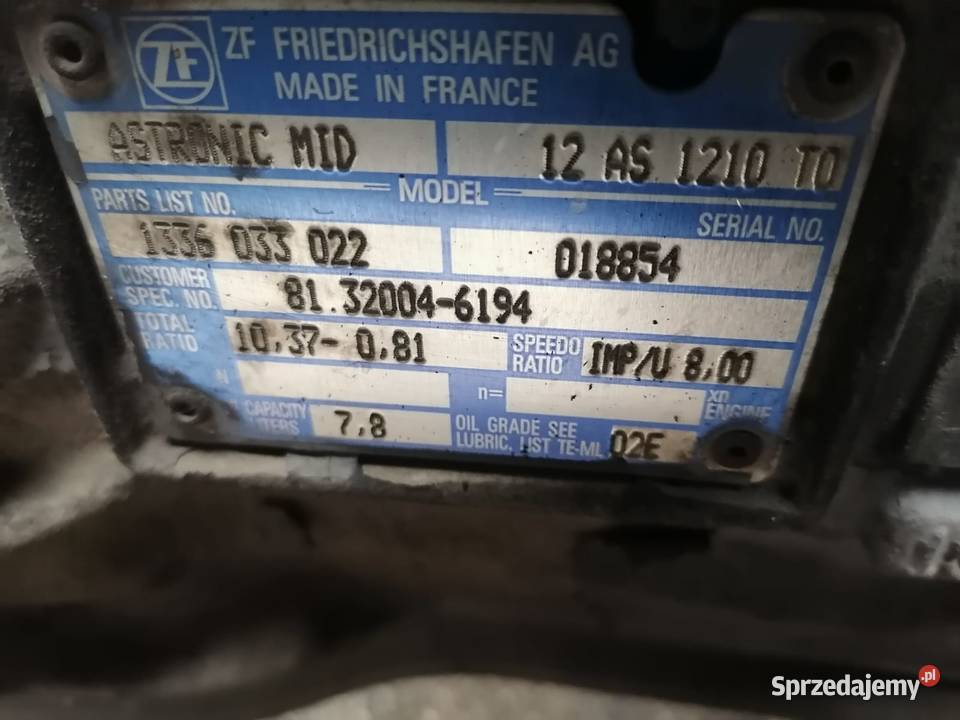 ZF
ZF FRIEDRICHSHAFEN AG
MADE IN FRANCE
ASTRONIC MID 12 AS 1210 TO
MODEL
PARTS LIST NO. SERIAL NO.
1336 033 022 018854
CUSTOMER
SPEC. NO. 81.32004-6194
TOTAL
RATIO 10,37- 0,81 SPEEDO
RATIO IMP/U 8,00
N n= xn
ENGINE
CAPACITY
LITERS 7,8 OIL GRADE SEE
LUBRIC. LIST TE-ML 02E
Sprzedajemy.pl